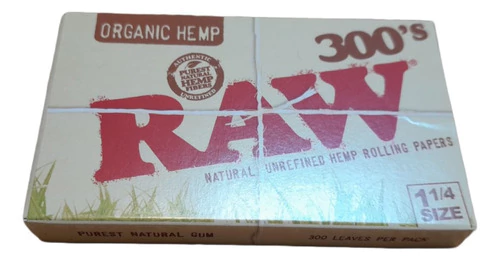 ORGANIC HEMP
300's
AUTHENTIC
PUREST
NATURAL
HEMP
FIBERS
UNREFINED
RAW®
NATURAL UNREFINED HEMP ROLLING PAPERS
1 1/4
SIZE
PUREST NATURAL GUM
300 LEAVES PER PACK